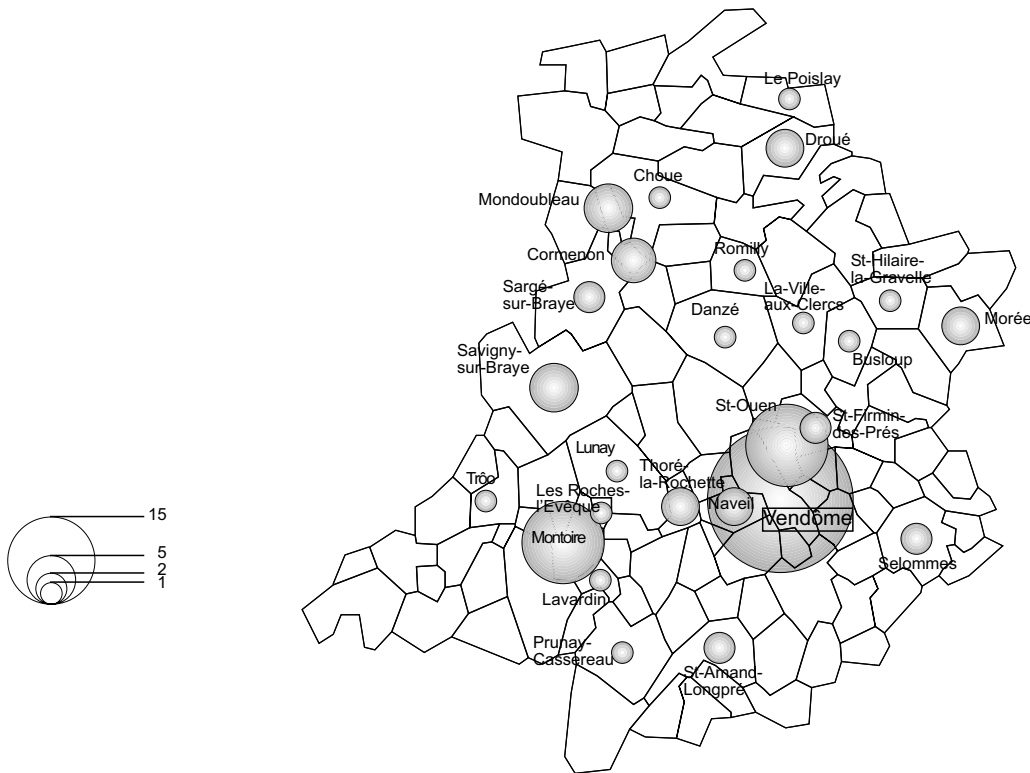 Le Poislay
Droué
Choue
Mondoubleau
Cormenon
Romilly
St-Hilaire-
la-Gravelle
Sargé-
sur-Braye
La-Ville-
aux-Clercs
Danzé
Morée
Savigny-
sur-Braye
Busloup
St-Ouen
St-Firmin-
des-Prés
Lunay
Thoré-
la-Rochette
Trôo
Les Roches-
l'Evêque
Naveil
Vendôme
Montoire
Selommes
Lavardin
Prunay-
Cassereau
St-Amand-
Longpré
15
5
2
1